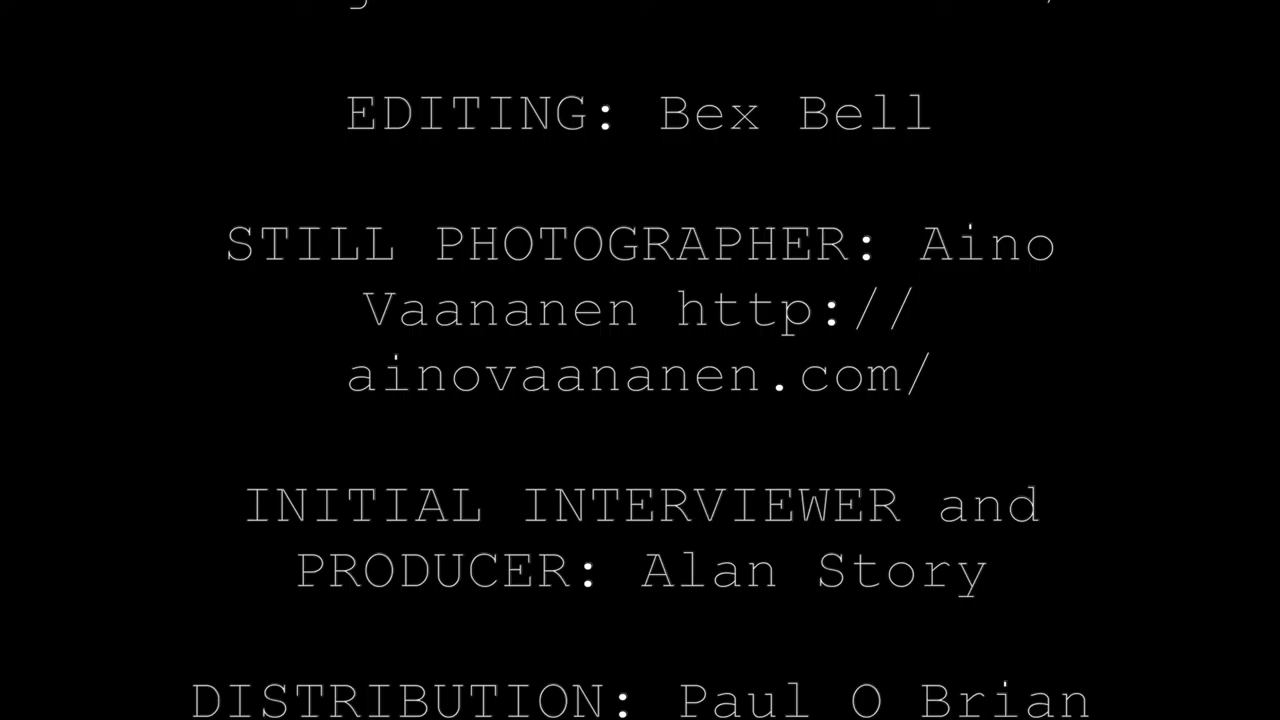 EDITING: Bex Bell
STILL PHOTOGRAPHER: Aino
Vaananen http://
ainovaananen.com/
INITIAL INTERVIEWER and
PRODUCER: Alan Story
DISTRIBUTION: Paul O Brian